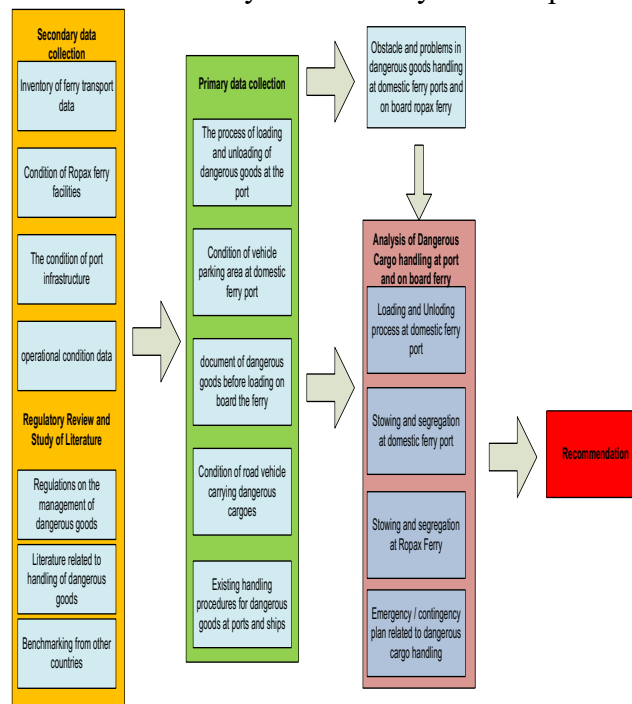 Secondary data
collection
Inventory of ferry transport
data
Condition of Ropax ferry
facilities
The condition of port
infrastructure
operational condition data
Regulatory Review and
Study of Literature
Regulations on the
management of
dangerous goods
Literature related to
handling of dangerous
goods
Benchmarking from other
countries
Primary data collection
The process of loading
and unloading of
dangerous goods at the
port
Condition of vehicle
parking area at domestic
ferry port
document of dangerous
goods before loading on
board the ferry
Condition of road vehicle
carrying dangerous
cargoes
Existing handling
procedures for dangerous
goods at ports and ships
Obstacle and problems in
dangerous goods handling
at domestic ferry ports and
on board ropax ferry
Analysis of Dangerous
Cargo handling at port
and on board ferry
Loading and Unloding
process at domestic ferry
port
Stowing and segregation
at domestic ferry port
Stowing and segregation
at Ropax Ferry
Emergency / contingency
plan related to dangerous
cargo handling
Recommendation